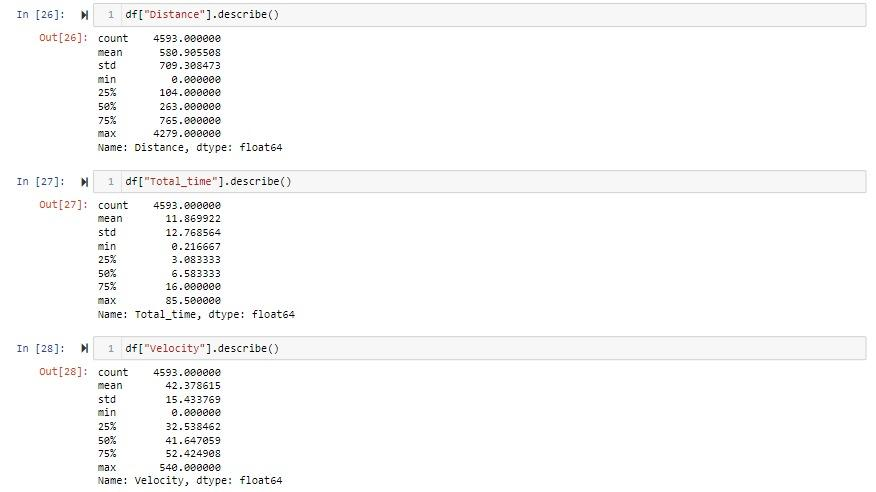 In [26]: 1 df["Distance"].describe()
Out[26]: count 4593.000000
mean 580.905508
std 709.308473
min 0.000000
25% 104.000000
50% 263.000000
75% 765.000000
max 4279.000000
Name: Distance, dtype: float64
In [27]: 1 df["Total_time"].describe()
Out[27]: count 4593.000000
mean 11.869922
std 12.768564
min 0.216667
25% 3.083333
50% 6.583333
75% 16.000000
max 85.500000
Name: Total_time, dtype: float64
In [28]: 1 df["Velocity"].describe()
Out[28]: count 4593.000000
mean 42.378615
std 15.433769
min 0.000000
25% 32.538462
50% 41.647059
75% 52.424908
max 540.000000
Name: Velocity, dtype: float64